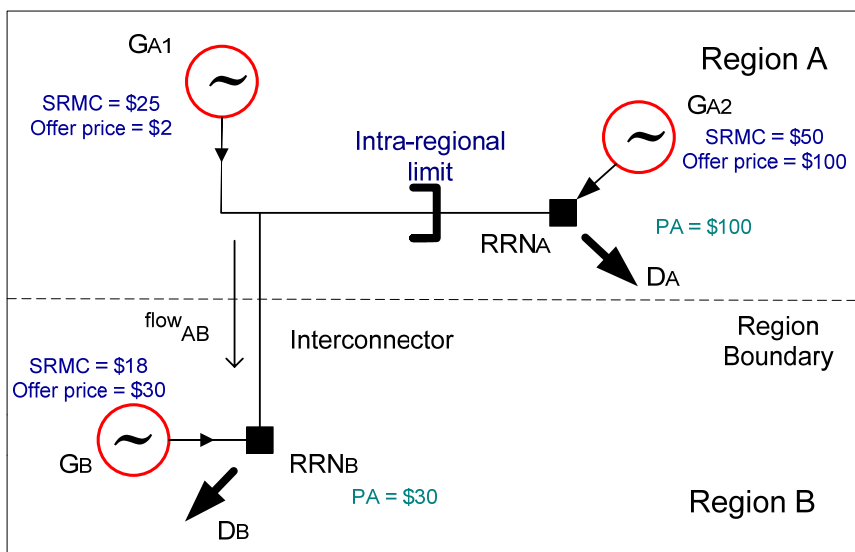 GA1
Region A
SRMC = $25
Offer price = $2
GA2
SRMC = $50
Offer price = $100
Intra-regional
limit
RRNA
PA = $100
DA
flowAB
Interconnector
Region
Boundary
SRMC = $18
Offer price = $30
GB
RRNB
PA = $30
DB
Region B